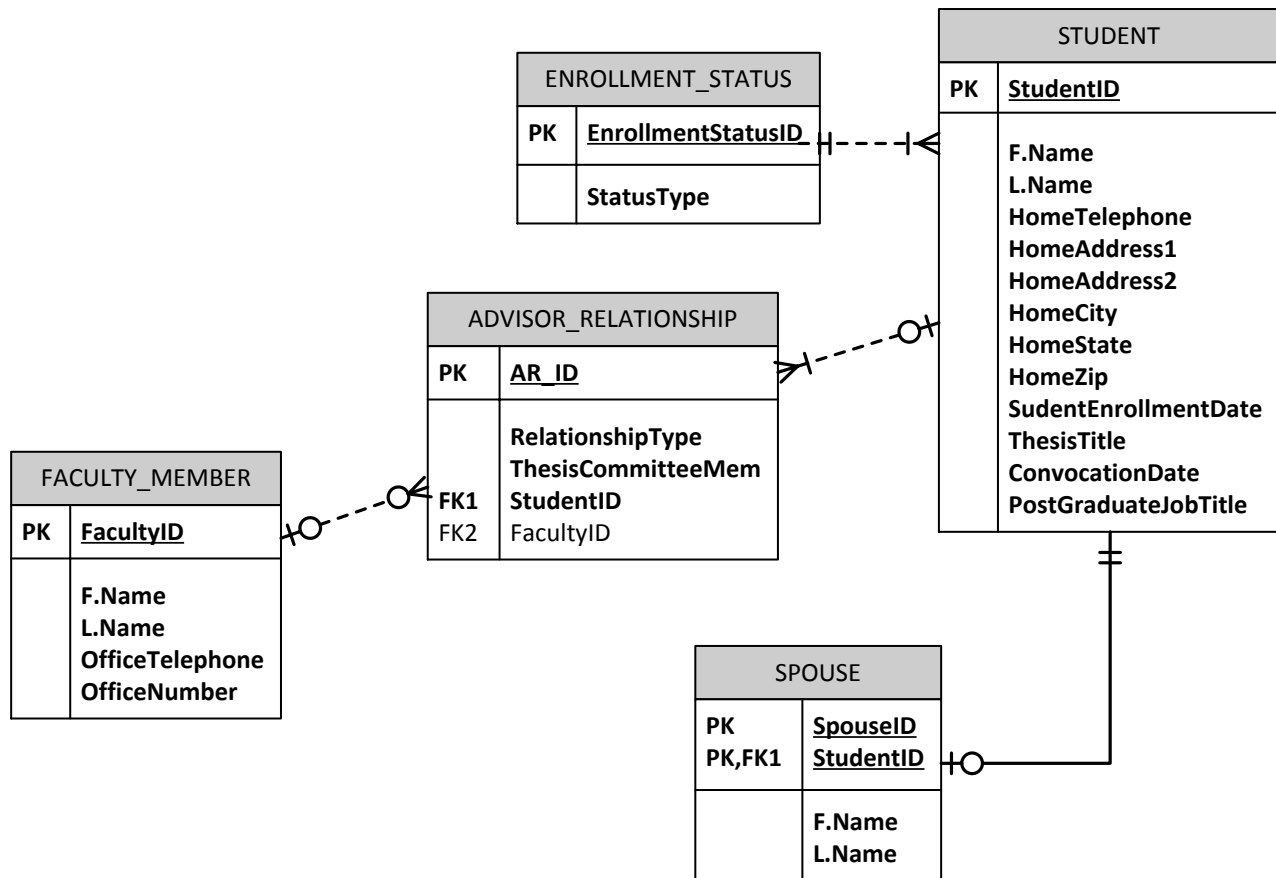 STUDENT
PK StudentID
F.Name
L.Name
HomeTelephone
HomeAddress1
HomeAddress2
HomeCity
HomeState
HomeZip
SudentEnrollmentDate
ThesisTitle
ConvocationDate
PostGraduateJobTitle
ENROLLMENT_STATUS
PK EnrollmentStatusID
StatusType
ADVISOR_RELATIONSHIP
PK AR_ID
RelationshipType
ThesisCommitteeMem
FK1 StudentID
FK2 FacultyID
FACULTY_MEMBER
PK FacultyID
F.Name
L.Name
OfficeTelephone
OfficeNumber
SPOUSE
PK SpouseID
PK,FK1 StudentID
F.Name
L.Name